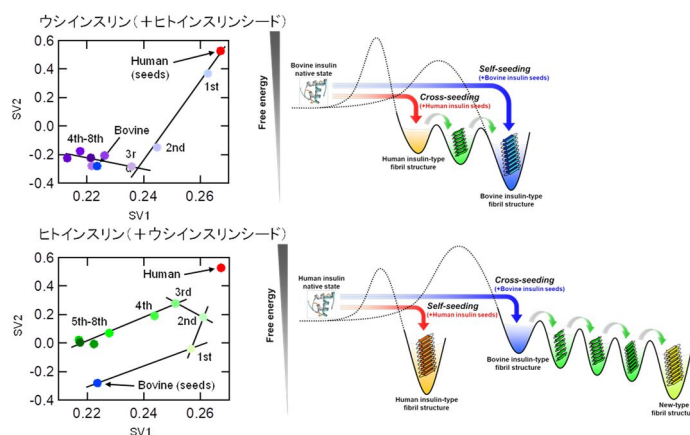 ウシインスリン(+ヒトインスリンシード)
0.6
0.4
0.2
0.0
-0.2
-0.4
SV2
Human
(seeds)
1st
2nd
3r
d
4th-8th
Bovine
0.22
0.24
0.26
SV1
Free energy
Bovine insulin
native state
Self-seeding
(+Bovine insulin seeds)
Cross-seeding
(+Human insulin seeds)
Human insulin-type
fibril structure
Bovine insulin-type
fibril structure
ヒトインスリン(+ウシインスリンシード)
0.6
0.4
0.2
0.0
-0.2
-0.4
SV2
Human
3rd
4th
2nd
5th-8th
1st
Bovine (seeds)
0.22
0.24
0.26
SV1
Free energy
Human insulin
native state
Cross-seeding
(+Bovine insulin seeds)
Self-seeding
(+Human insulin seeds)
Bovine insulin-type
fibril structure
Human insulin-type
fibril structure
New-type
fibril structure